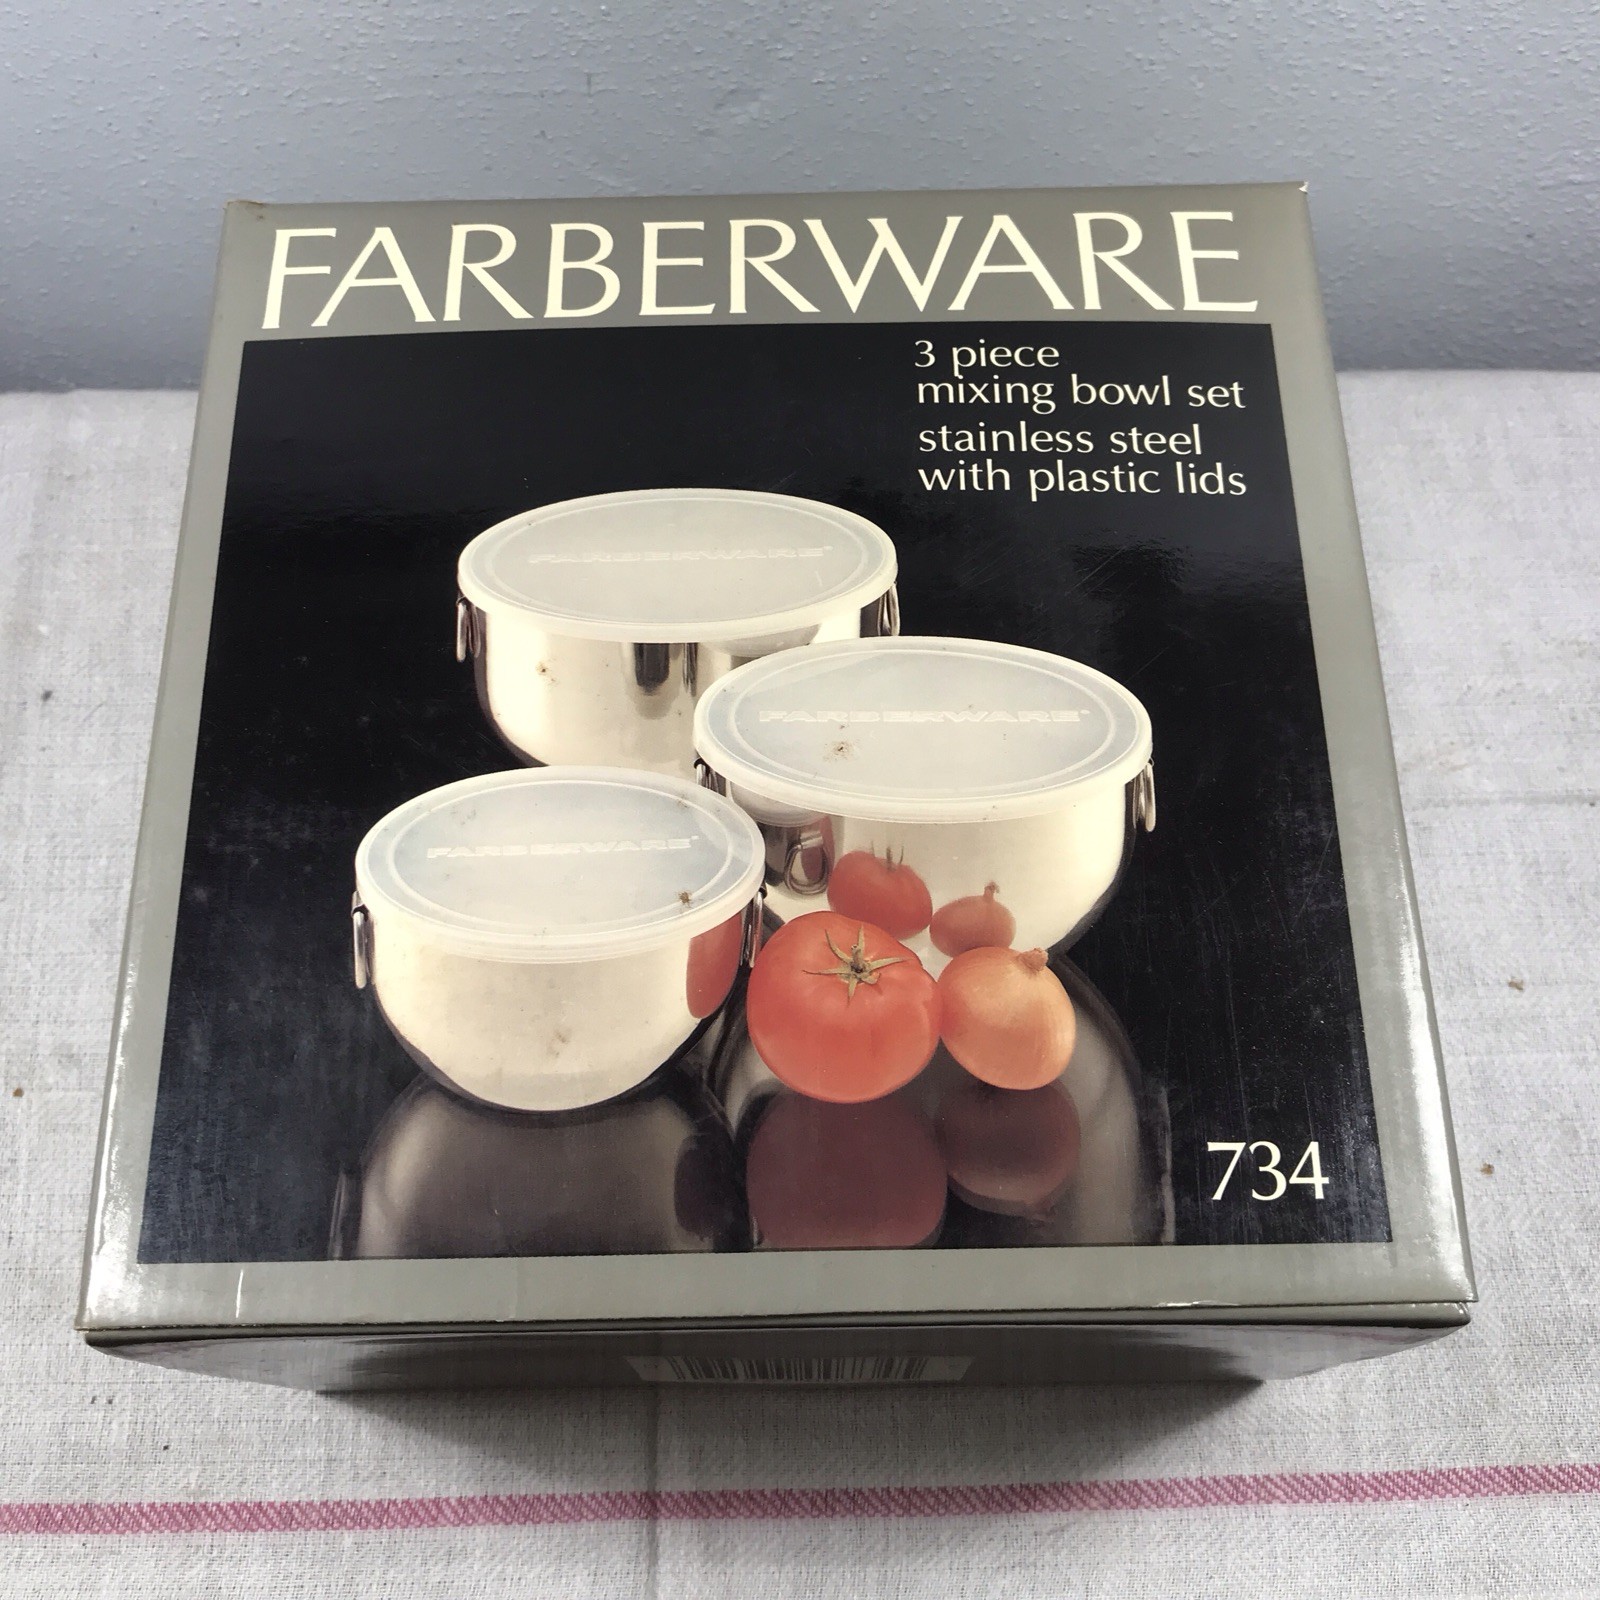 FARBERWARE
3 piece
mixing bowl set
stainless steel
with plastic lids
FARBERWARE
FARBERWARE
FARBERWARE
734